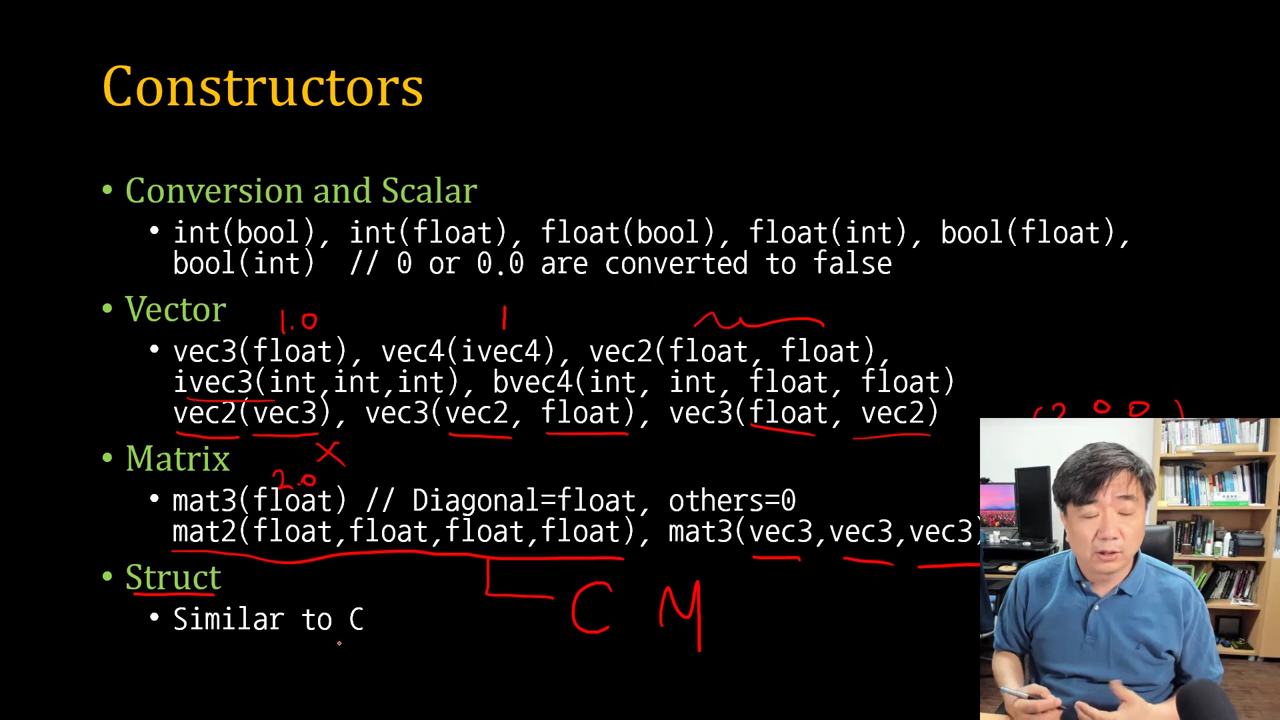 Constructors
• Conversion and Scalar
• int(bool), int(float), float(bool), float(int), bool(float),
bool(int) // 0 or 0.0 are converted to false
• Vector
1.0 1
• vec3(float), vec4(ivec4), vec2(float, float),
ivec3(int,int,int), bvec4(int, int, float, float)
vec2(vec3), vec3(vec2, float), vec3(float, vec2)
(2 0 0)
• Matrix
2.0
• mat3(float) // Diagonal=float, others=0
mat2(float,float,float,float), mat3(vec3,vec3,vec3)
• Struct
C M
• Similar to C